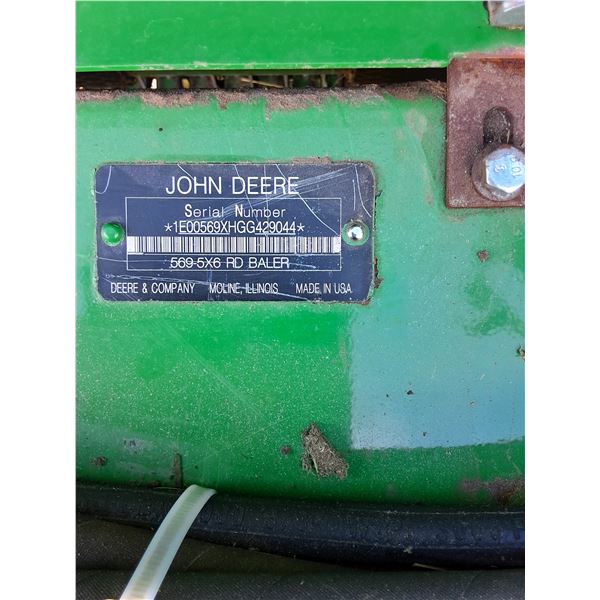 JOHN DEERE
Serial Number
*1E00569XHGG429044*
569-5X6 RD BALER
DEERE & COMPANY MOLINE, ILLINOIS MADE IN USA